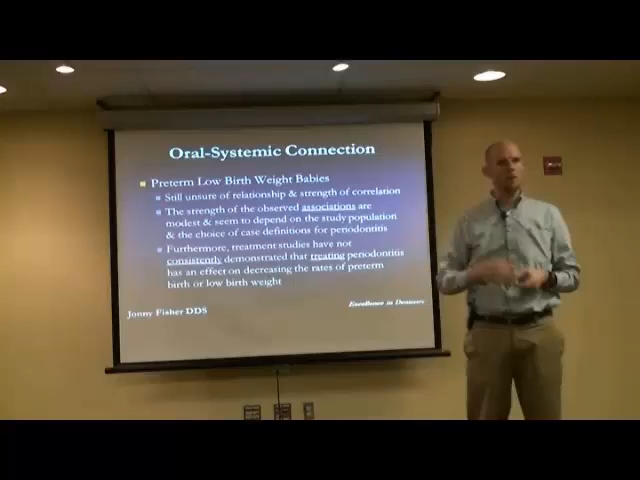 Oral-Systemic Connection
Preterm Low Birth Weight Babies
Still unsure of relationship & strength of correlation
The strength of the observed associations are
modest & seem to depend on the study population
& the choice of case definitions for periodontitis
Furthermore, treatment studies have not
consistently demonstrated that treating periodontitis
has an effect on decreasing the rates of preterm
birth or low birth weight
Jonny Fisher DDS
Excellence in Dentistry